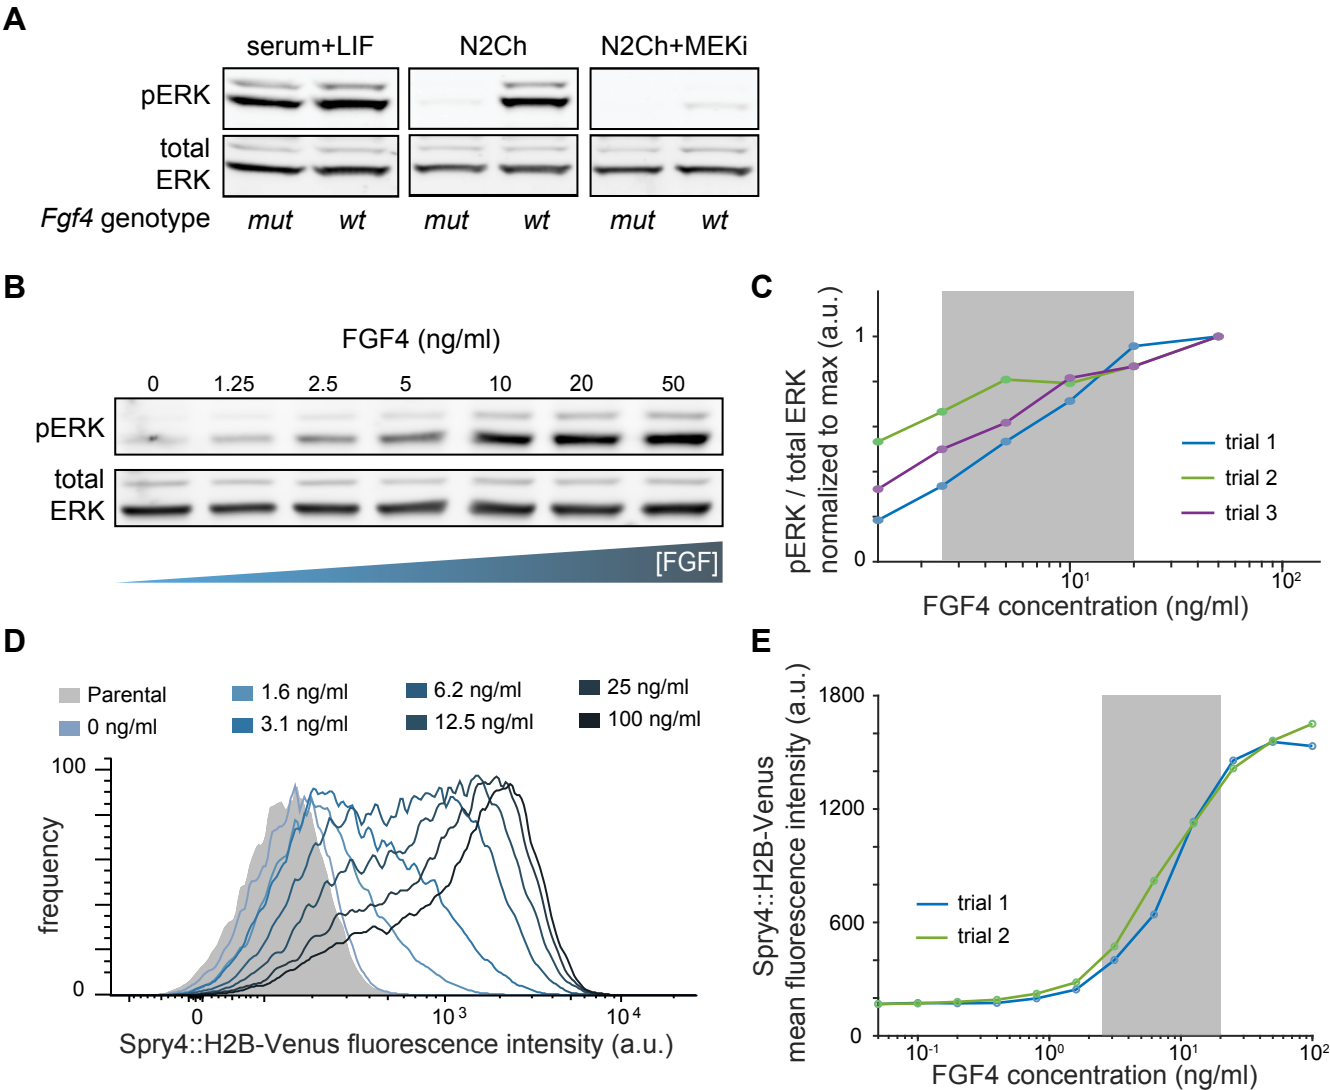 A
serum+LIF N2Ch N2Ch+MEKi
pERK
total
ERK
Fgf4 genotype mut wt mut wt mut wt
B
FGF4 (ng/ml)
0 1.25 2.5 5 10 20 50
pERK
total
ERK
[FGF]
C
pERK / total ERK
normalized to max (a.u.)
1
0
trial 1
trial 2
trial 3
10¹ 10²
FGF4 concentration (ng/ml)
D
Parental 1.6 ng/ml 6.2 ng/ml 25 ng/ml
0 ng/ml 3.1 ng/ml 12.5 ng/ml 100 ng/ml
frequency
100
0
0 10³ 10⁴
Spry4::H2B-Venus fluorescence intensity (a.u.)
E
Spry4::H2B-Venus
mean fluorescence intensity (a.u.)
1800
1200
600
0
trial 1
trial 2
10⁻¹ 10⁰ 10¹ 10²
FGF4 concentration (ng/ml)